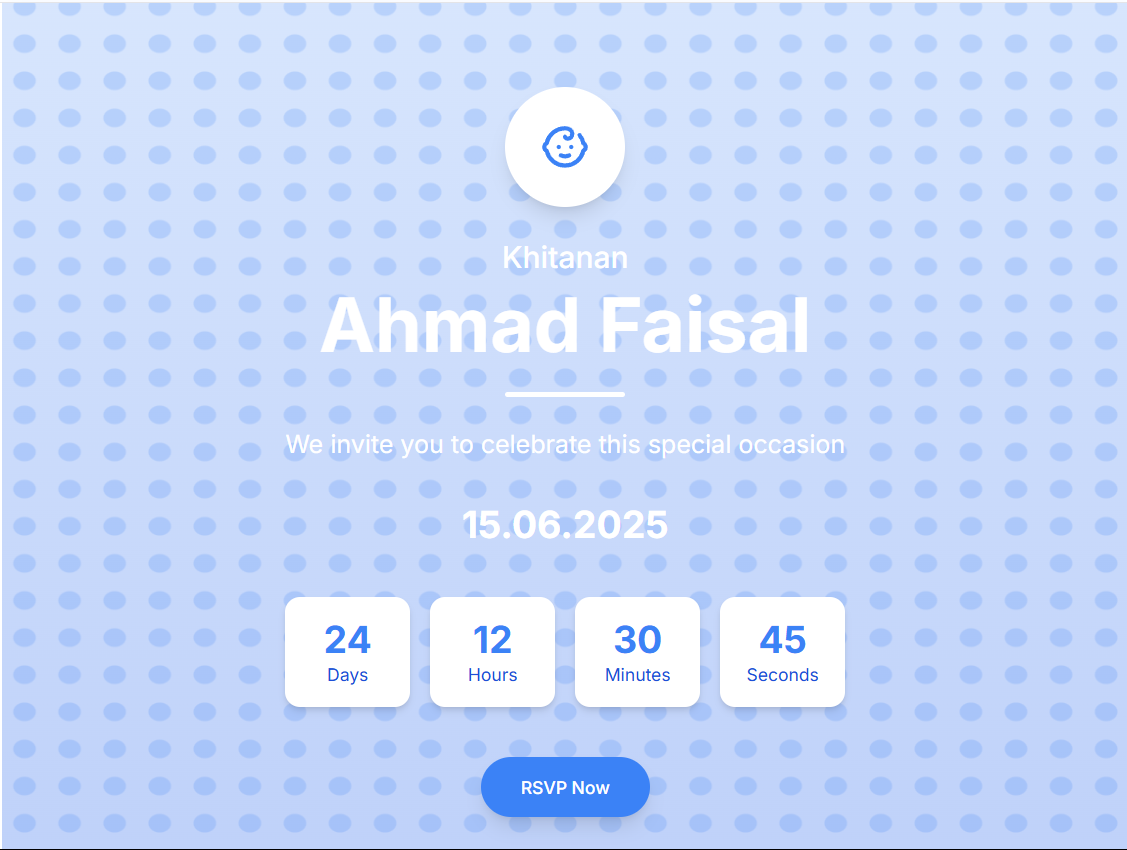 Khitanan
Ahmad Faisal
We invite you to celebrate this special occasion
15.06.2025
24 12 30 45
Days Hours Minutes Seconds
RSVP Now